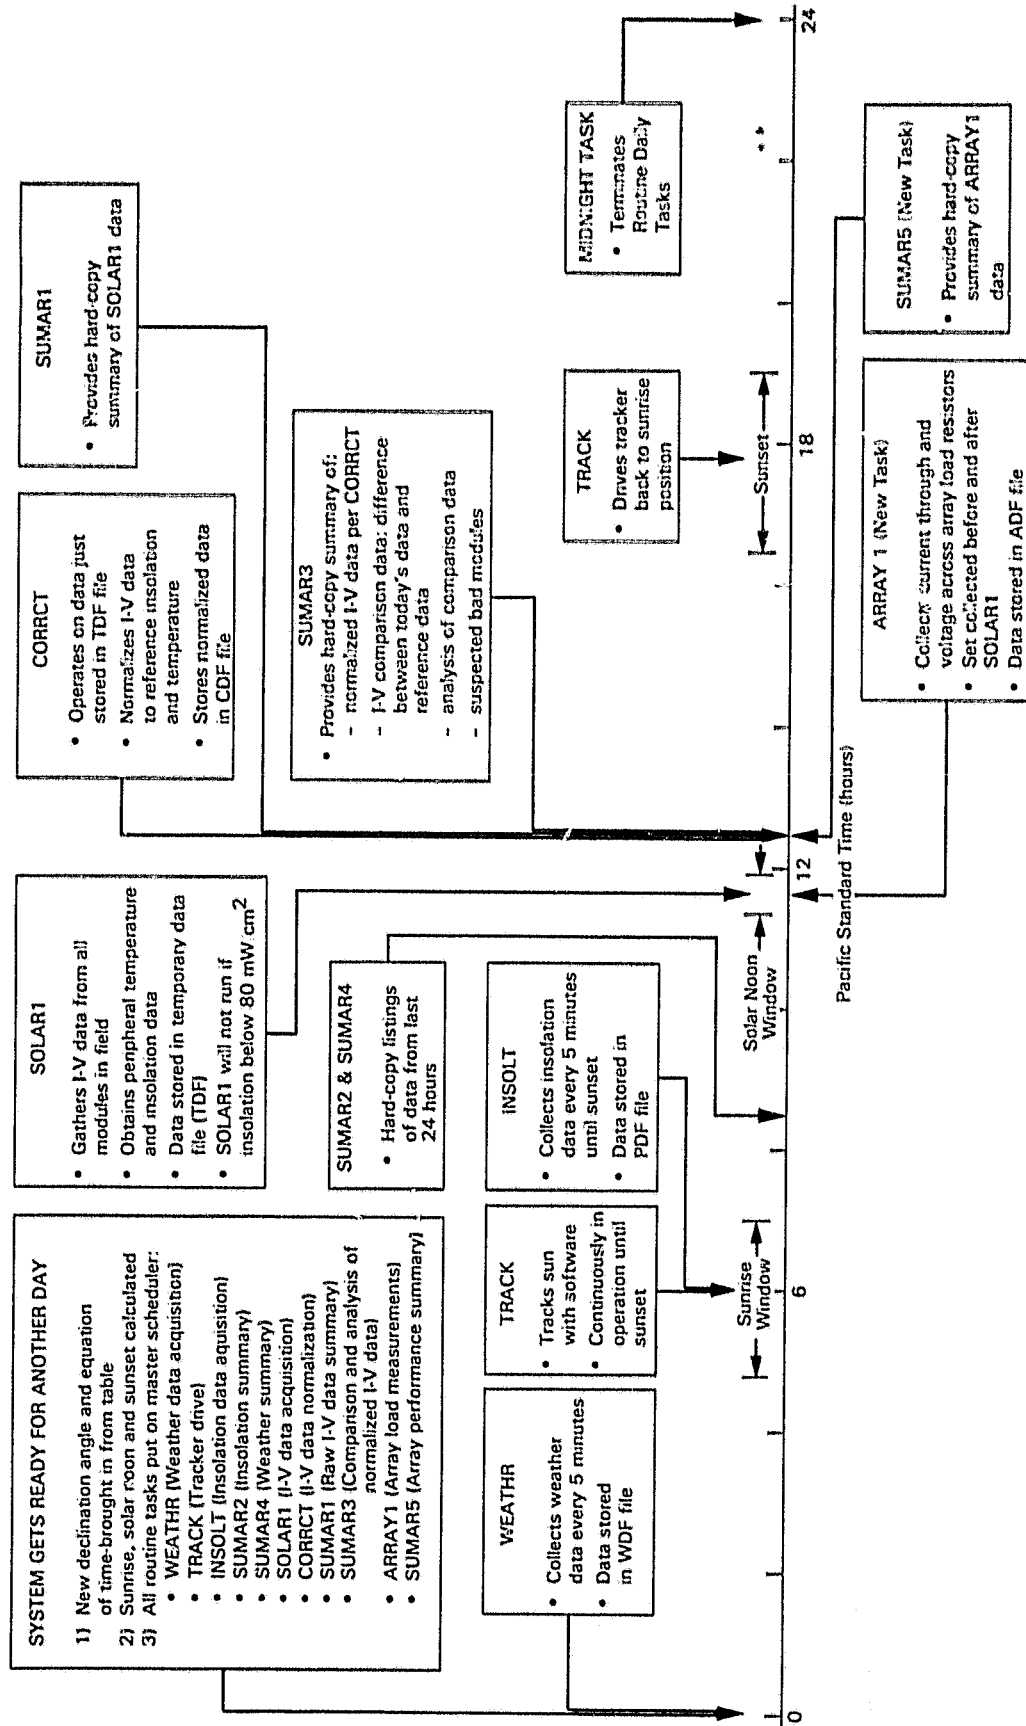 SYSTEM GETS READY FOR ANOTHER DAY
1) New declination angle and equation
of time-brought in from table
2) Sunrise, solar noon and sunset calculated
3) All routine tasks put on master scheduler:
• WEATHR (Weather data acquisition)
• TRACK (Tracker drive)
• INSOLT (Insolation data aquisition)
• SUMAR2 (Insolation summary)
• SUMAR4 (Weather summary)
• SOLAR1 (I-V data acquisition)
• CORRCT (I-V data normalization)
• SUMAR1 (Raw I-V data summary)
• SUMAR3 (Comparison and analysis of
normalized I-V data)
• ARRAY1 (Array load measurements)
• SUMAR5 (Array performance summary)
SOLAR1
• Gathers I-V data from all
modules in field
• Obtains peripheral temperature
and insolation data
• Data stored in temporary data
file (TDF)
• SOLAR1 will not run if
insolation below 80 mW/cm2
CORRCT
• Operates on data just
stored in TDF file
• Normalizes I-V data
to reference insolation
and temperature
• Stores normalized data
in CDF file
SUMAR1
• Provides hard-copy
summary of SOLAR1 data
SUMAR2 & SUMAR4
• Hard-copy listings
of data from last
24 hours
SUMAR3
• Provides hard-copy summary of:
– normalized I-V data per CORRCT
– I-V comparison data: difference
between today's data and
reference data
– analysis of comparison data
– suspected bad modules
WEATHR
• Collects weather
data every 5 minutes
• Data stored
in WDF file
TRACK
• Tracks sun
with software
• Continuously in
operation until
sunset
INSOLT
• Collects insolation
data every 5 minutes
until sunset
• Data stored in
PDF file
TRACK
• Drives tracker
back to sunrise
position
MIDNIGHT TASK
• Terminates
Routine Daily
Tasks
Sunrise
Window
Solar Noon
Window
Sunset
0
6
12
18
24
Pacific Standard Time (hours)
ARRAY 1 (New Task)
• Collects current through and
voltage across array load resistors
• Set collected before and after
SOLAR1
• Data stored in ADF file
SUMAR5 (New Task)
• Provides hard-copy
summary of ARRAY1
data